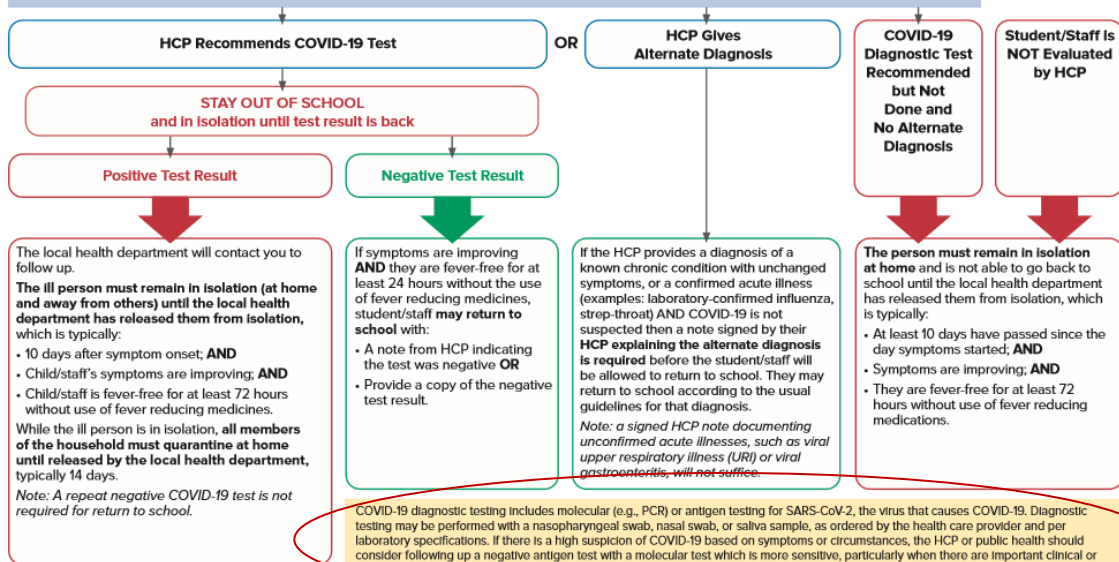 HCP Recommends COVID-19 Test
OR
HCP Gives
Alternate Diagnosis
COVID-19
Diagnostic Test
Recommended
but Not
Done and
No Alternate
Diagnosis
Student/Staff is
NOT Evaluated
by HCP
STAY OUT OF SCHOOL
and in isolation until test result is back
Positive Test Result
Negative Test Result
The local health department will contact you to
follow up.
The ill person must remain in isolation (at home
and away from others) until the local health
department has released them from isolation,
which is typically:
• 10 days after symptom onset; AND
• Child/staff's symptoms are improving; AND
• Child/staff is fever-free for at least 72 hours
without use of fever reducing medicines.
While the ill person is in isolation, all members
of the household must quarantine at home
until released by the local health department,
typically 14 days.
Note: A repeat negative COVID-19 test is not
required for return to school.
If symptoms are improving
AND they are fever-free for at
least 24 hours without the use
of fever reducing medicines,
student/staff may return to
school with:
• A note from HCP indicating
the test was negative OR
• Provide a copy of the negative
test result.
If the HCP provides a diagnosis of a
known chronic condition with unchanged
symptoms, or a confirmed acute illness
(examples: laboratory-confirmed influenza,
strep-throat) AND COVID-19 is not
suspected then a note signed by their
HCP explaining the alternate diagnosis
is required before the student/staff will
be allowed to return to school. They may
return to school according to the usual
guidelines for that diagnosis.
Note: a signed HCP note documenting
unconfirmed acute illnesses, such as viral
upper respiratory illness (URI) or viral
gastroenteritis, will not suffice.
The person must remain in isolation
at home and is not able to go back to
school until the local health department
has released them from isolation, which
is typically:
• At least 10 days have passed since the
day symptoms started; AND
• Symptoms are improving; AND
• They are fever-free for at least 72
hours without use of fever reducing
medications.
COVID-19 diagnostic testing includes molecular (e.g., PCR) or antigen testing for SARS-CoV-2, the virus that causes COVID-19. Diagnostic
testing may be performed with a nasopharyngeal swab, nasal swab, or saliva sample, as ordered by the health care provider and per
laboratory specifications. If there is a high suspicion of COVID-19 based on symptoms or circumstances, the HCP or public health should
consider following up a negative antigen test with a molecular test which is more sensitive, particularly when there are important clinical or